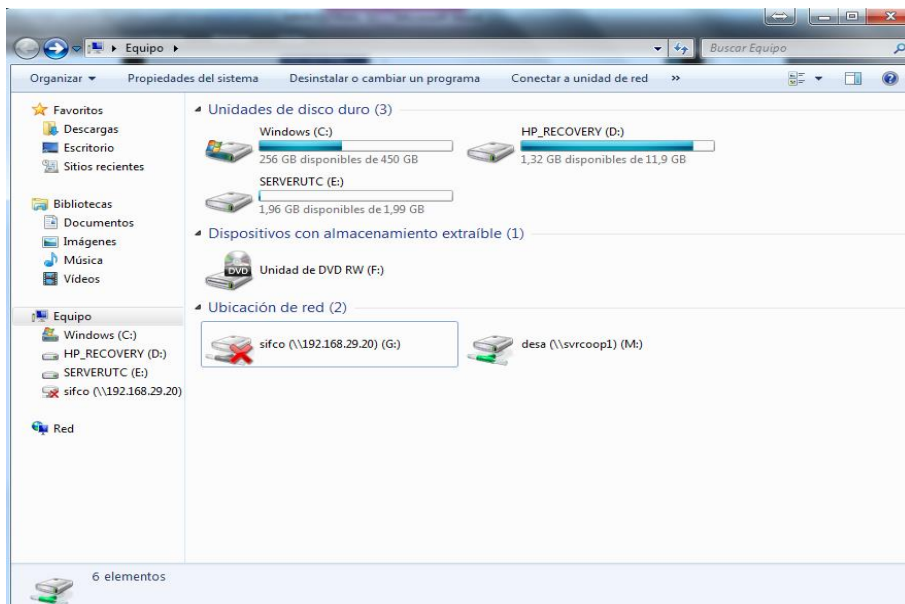 Equipo
Buscar Equipo
Organizar
Propiedades del sistema
Desinstalar o cambiar un programa
Conectar a unidad de red
»
Favoritos
Descargas
Escritorio
Sitios recientes
Bibliotecas
Documentos
Imágenes
Música
Vídeos
Equipo
Windows (C:)
HP_RECOVERY (D:)
SERVERUTC (E:)
sifco (\\192.168.29.20)
Red
Unidades de disco duro (3)
Windows (C:)
256 GB disponibles de 450 GB
HP_RECOVERY (D:)
1,32 GB disponibles de 11,9 GB
SERVERUTC (E:)
1,96 GB disponibles de 1,99 GB
Dispositivos con almacenamiento extraíble (1)
DVD
Unidad de DVD RW (F:)
Ubicación de red (2)
sifco (\\192.168.29.20) (G:)
desa (\\svrcoop1) (M:)
6 elementos